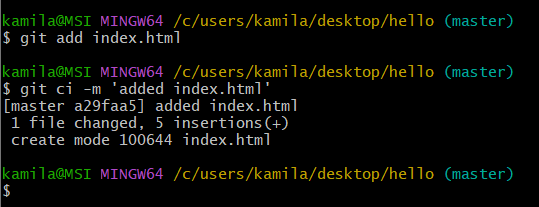 kamila@MSI MINGW64 /c/users/kamila/desktop/hello (master)
$ git add index.html
kamila@MSI MINGW64 /c/users/kamila/desktop/hello (master)
$ git ci -m 'added index.html'
[master a29faa5] added index.html
 1 file changed, 5 insertions(+)
 create mode 100644 index.html
kamila@MSI MINGW64 /c/users/kamila/desktop/hello (master)
$